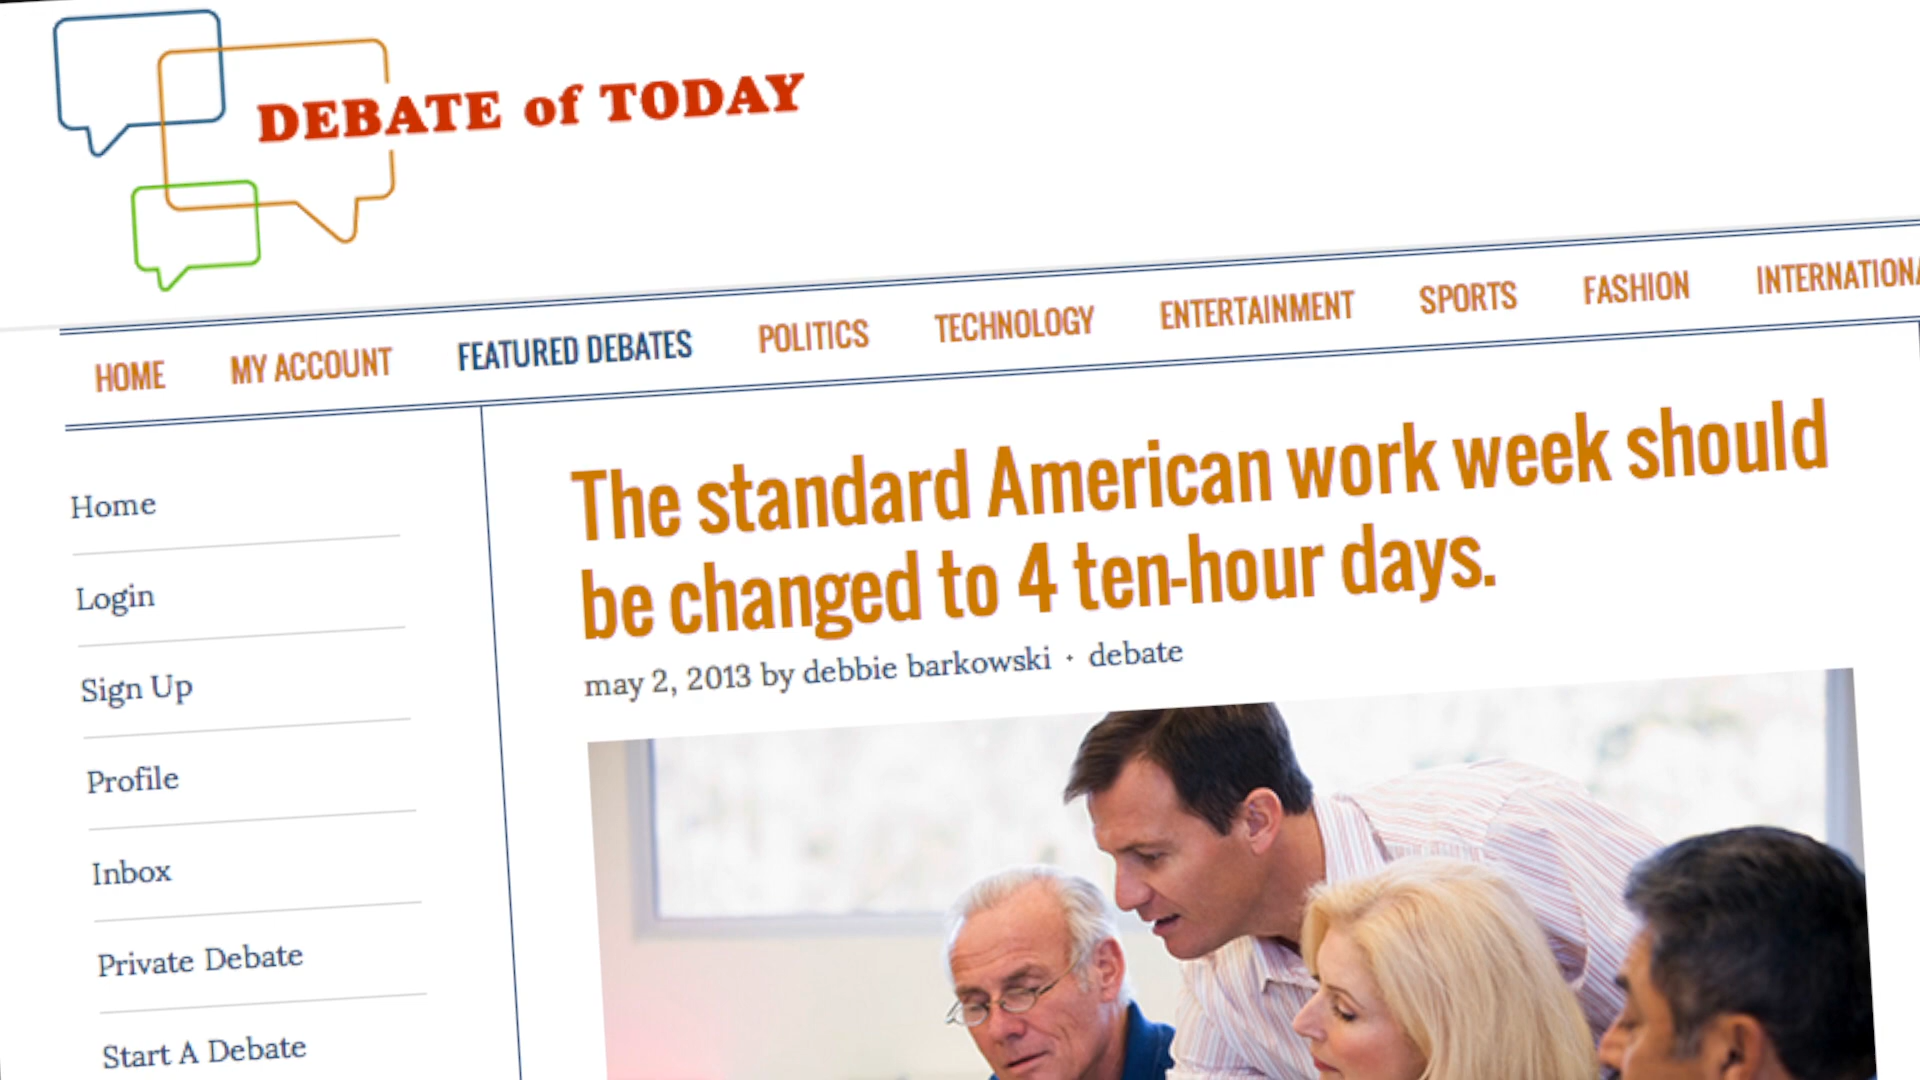 DEBATE of TODAY
HOME MY ACCOUNT FEATURED DEBATES POLITICS TECHNOLOGY ENTERTAINMENT SPORTS FASHION INTERNATIONA
The standard American work week should
be changed to 4 ten-hour days.
may 2, 2013 by debbie barkowski • debate
Home
Login
Sign Up
Profile
Inbox
Private Debate
Start A Debate